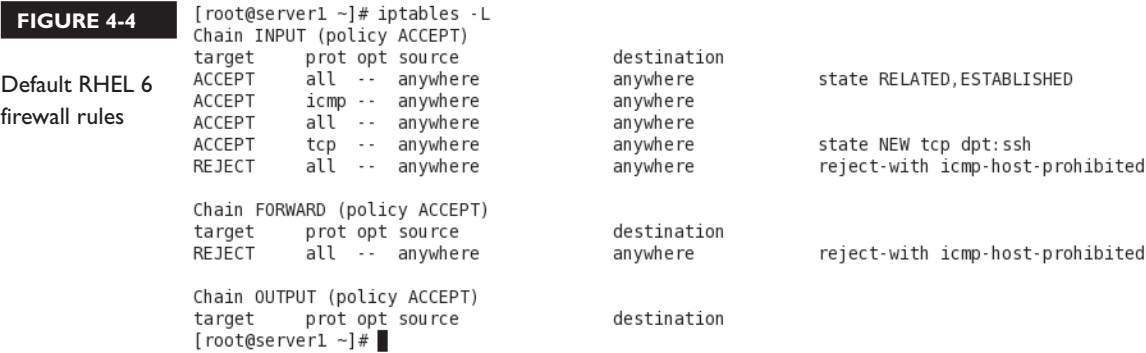 FIGURE 4-4
Default RHEL 6
firewall rules
[root@server1 ~]# iptables -L
Chain INPUT (policy ACCEPT)
target     prot opt source               destination
ACCEPT     all  --  anywhere             anywhere            state RELATED,ESTABLISHED
ACCEPT     icmp --  anywhere             anywhere
ACCEPT     all  --  anywhere             anywhere
ACCEPT     tcp  --  anywhere             anywhere            state NEW tcp dpt:ssh
REJECT     all  --  anywhere             anywhere            reject-with icmp-host-prohibited
Chain FORWARD (policy ACCEPT)
target     prot opt source               destination
REJECT     all  --  anywhere             anywhere            reject-with icmp-host-prohibited
Chain OUTPUT (policy ACCEPT)
target     prot opt source               destination
[root@server1 ~]#